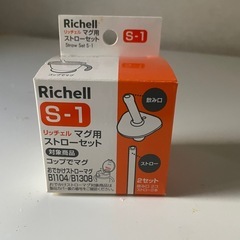 Richell
S-1
リッチェル マグ用
ストローセット
Straw Set S-1
Richell
S-1
リッチェル マグ用
ストローセット
対象商品
コップでマグ
おでかけストローマグ
B1104/B1308
飲み口
ストロー
2セット